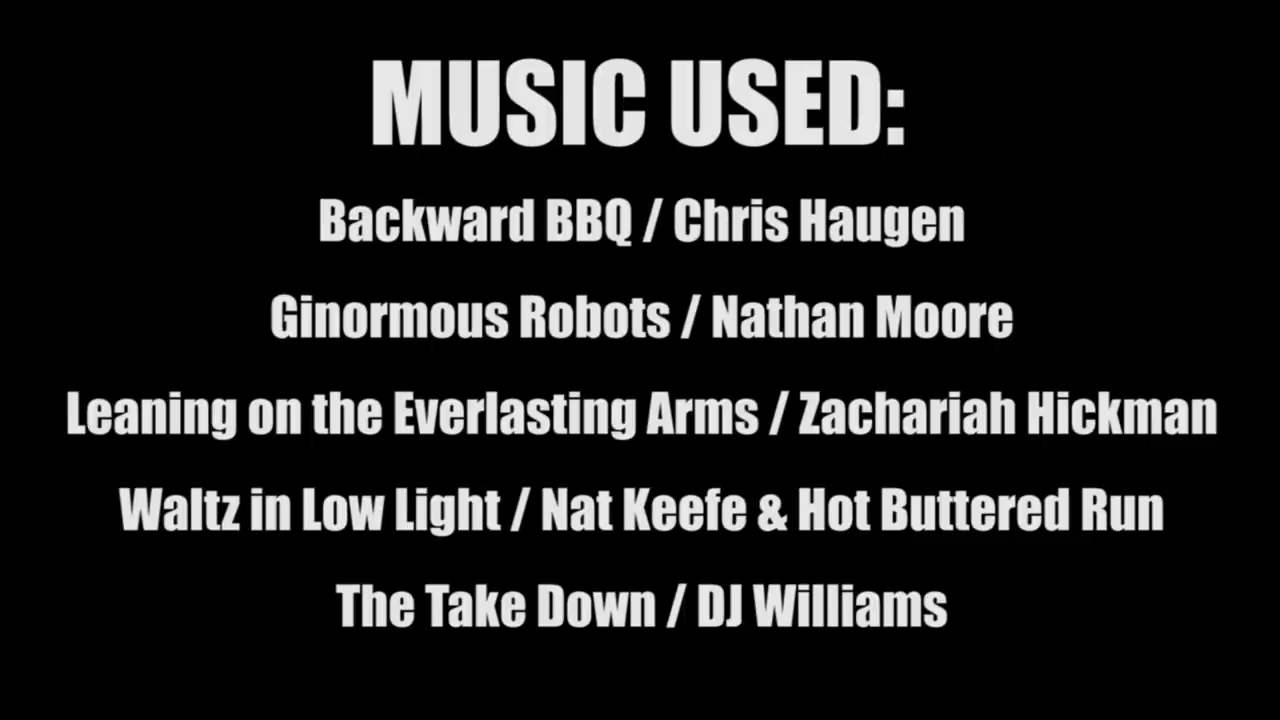 MUSIC USED:
Backward BBQ / Chris Haugen
Ginormous Robots / Nathan Moore
Leaning on the Everlasting Arms / Zachariah Hickman
Waltz in Low Light / Nat Keefe & Hot Buttered Run
The Take Down / DJ Williams